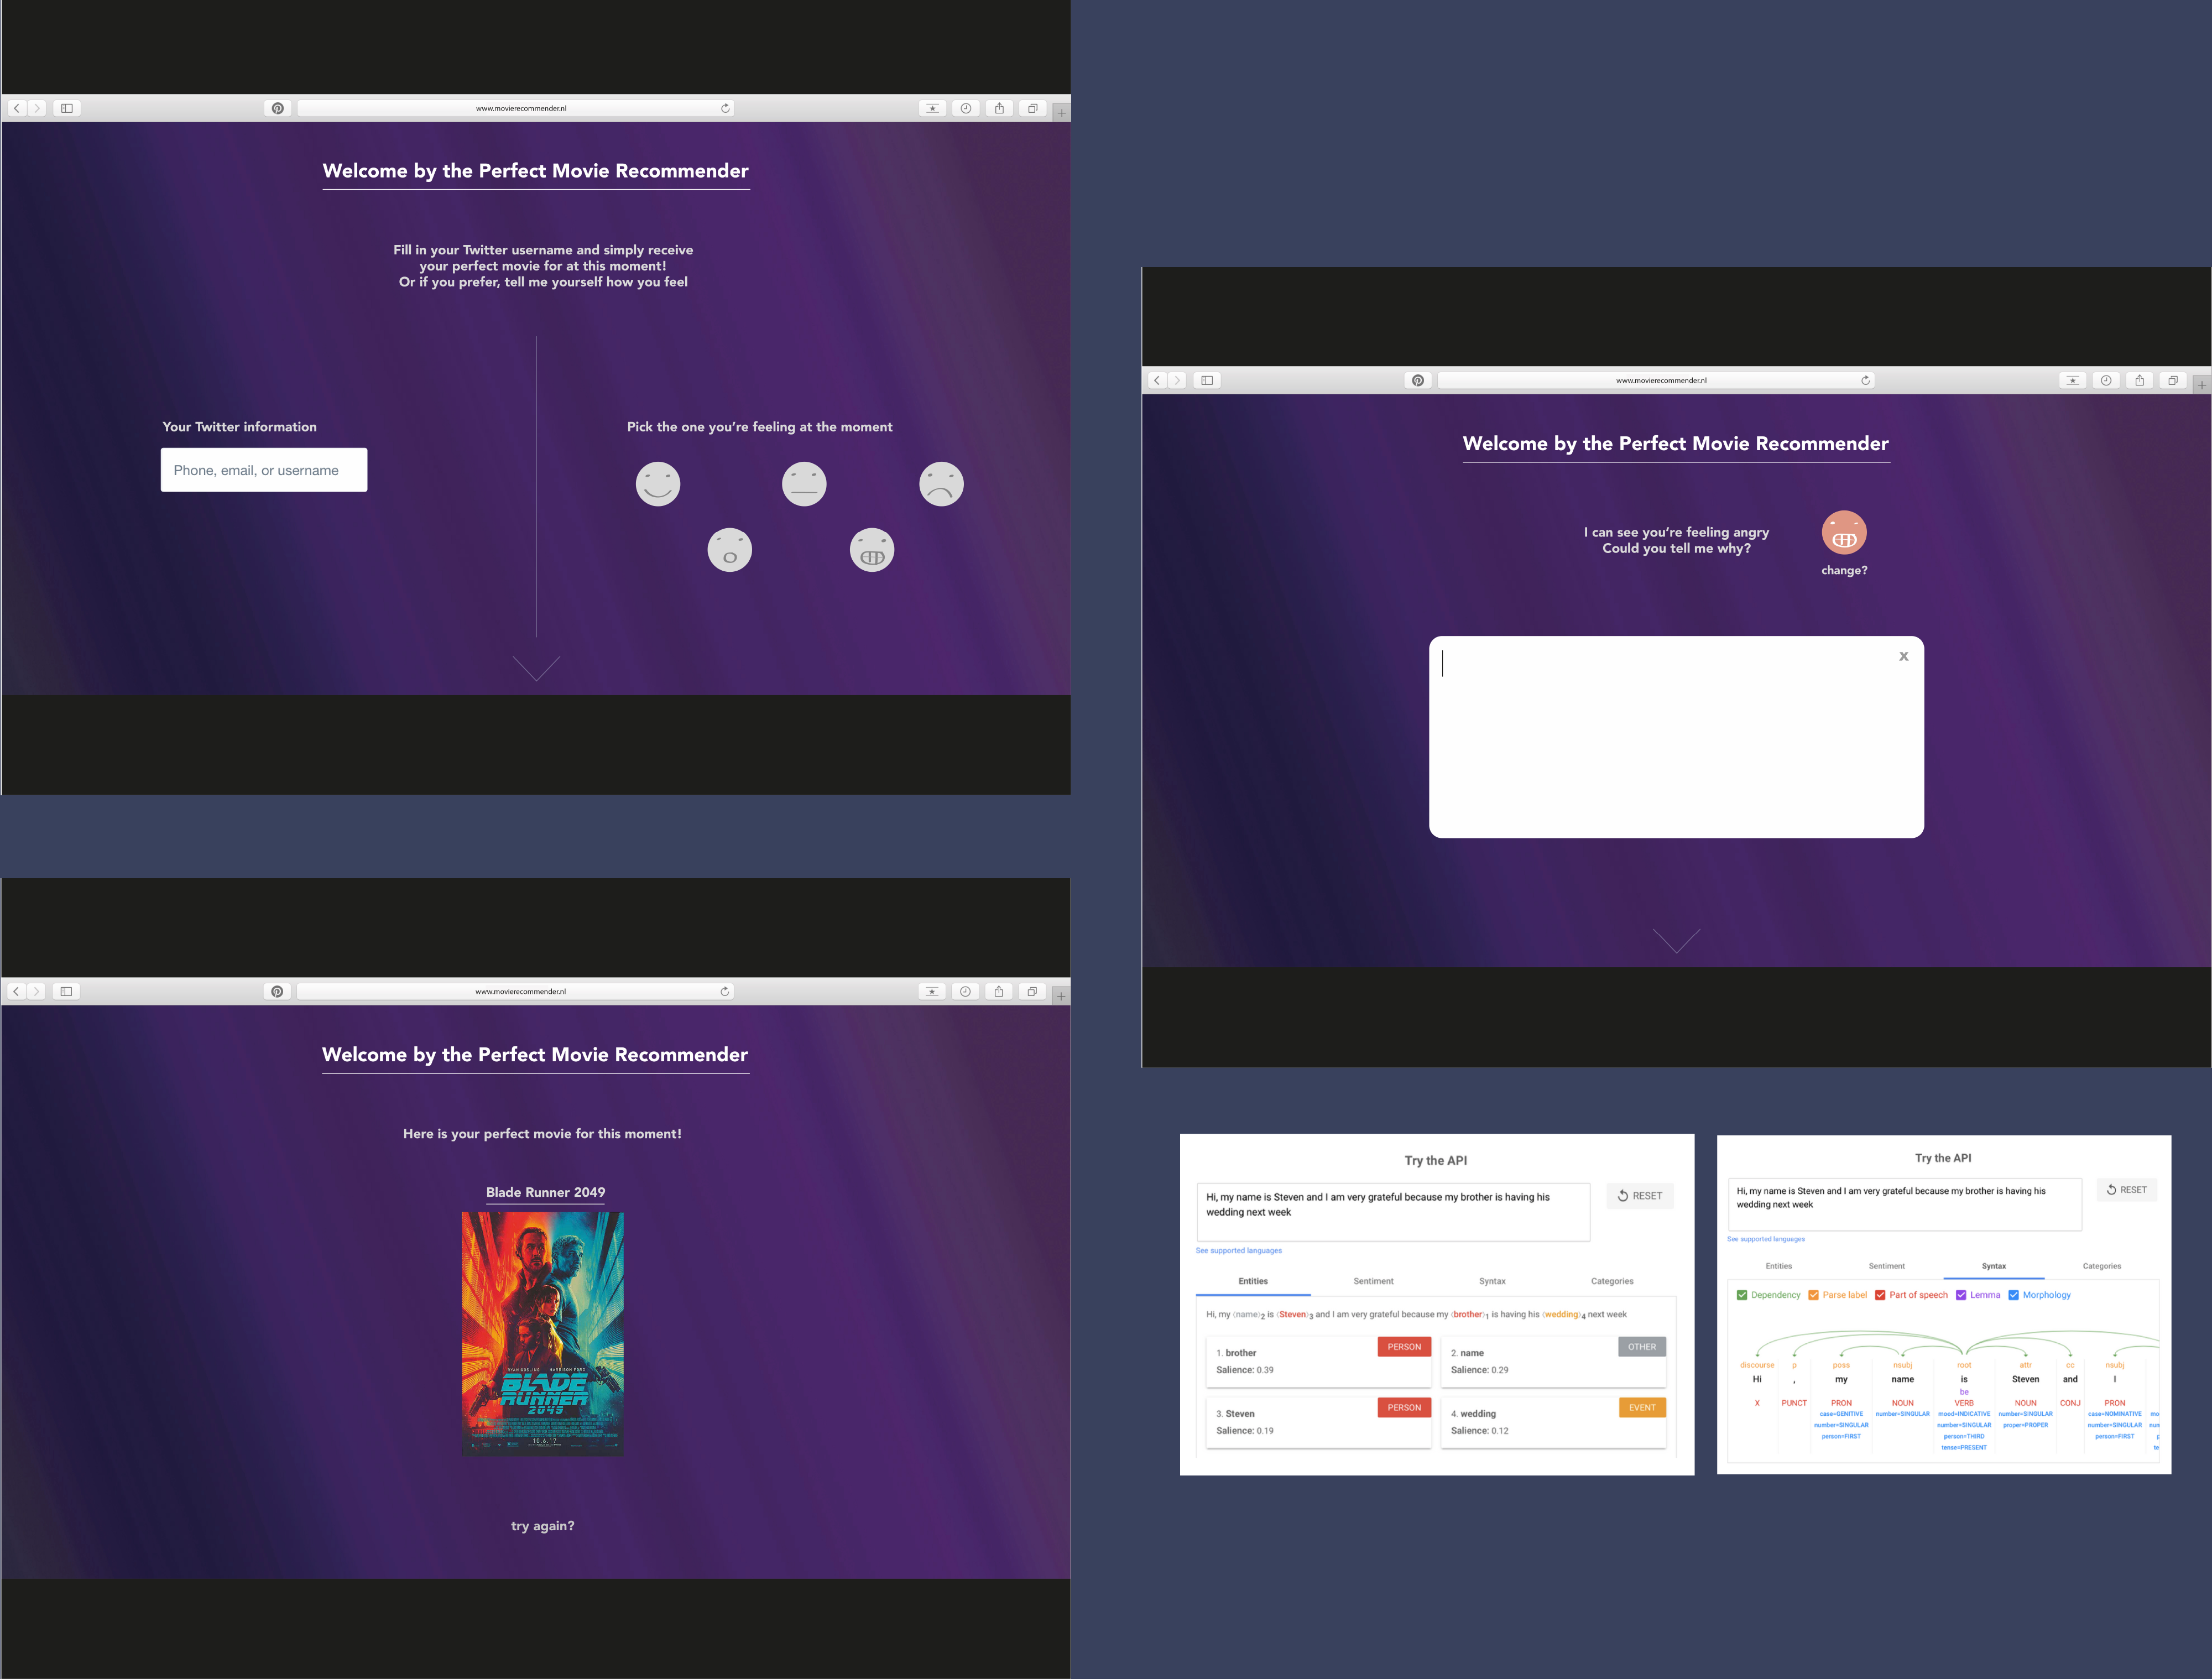 www.movierecommender.nl
Welcome by the Perfect Movie Recommender
Fill in your Twitter username and simply receive
your perfect movie for at this moment!
Or if you prefer, tell me yourself how you feel
Your Twitter information
Phone, email, or username
Pick the one you're feeling at the moment
www.movierecommender.nl
Welcome by the Perfect Movie Recommender
I can see you're feeling angry
Could you tell me why?
change?
x
www.movierecommender.nl
Welcome by the Perfect Movie Recommender
Here is your perfect movie for this moment!
Blade Runner 2049
RYAN GOSLING HARRISON FORD
BLADE
RUNNER
2049
10.6.17
try again?
Try the API
Hi, my name is Steven and I am very grateful because my brother is having his
wedding next week
RESET
See supported languages
Entities Sentiment Syntax Categories
Hi, my (name)2 is (Steven)3 and I am very grateful because my (brother)1 is having his (wedding)4 next week
1. brother PERSON
Salience: 0.39
2. name OTHER
Salience: 0.29
3. Steven PERSON
Salience: 0.19
4. wedding EVENT
Salience: 0.12
Try the API
Hi, my name is Steven and I am very grateful because my brother is having his
wedding next week
RESET
See supported languages
Entities Sentiment Syntax Categories
Dependency Parse label Part of speech Lemma Morphology
discourse p poss nsubj root attr cc nsubj
Hi , my name is Steven and I
be
X PUNCT PRON NOUN VERB NOUN CONJ PRON
case=GENITIVE number=SINGULAR mood=INDICATIVE number=SINGULAR case=NOMINATIVE
number=SINGULAR number=SINGULAR proper=PROPER number=SINGULAR
person=FIRST person=THIRD person=FIRST
tense=PRESENT